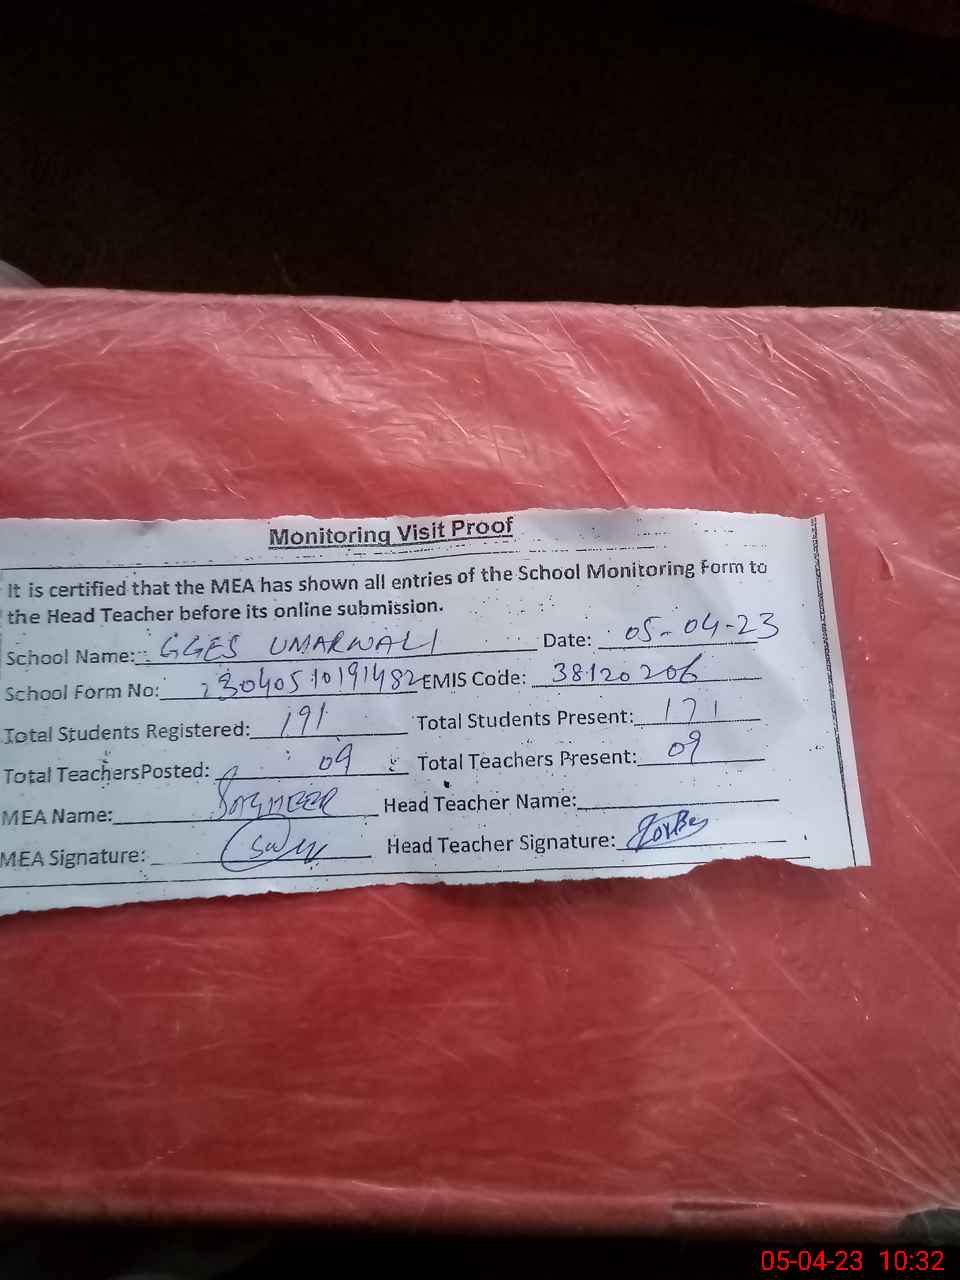 Monitoring Visit Proof
It is certified that the MEA has shown all entries of the School Monitoring Form to
the Head Teacher before its online submission.
School Name: GGES UMARWALI Date: 05-04-23
School Form No: 23040510191482 EMIS Code: 38120206
Total Students Registered: 191 Total Students Present: 171
Total TeachersPosted: 09 Total Teachers Present: 09
MEA Name: Head Teacher Name:
MEA Signature: Head Teacher Signature:
05-04-23 10:32